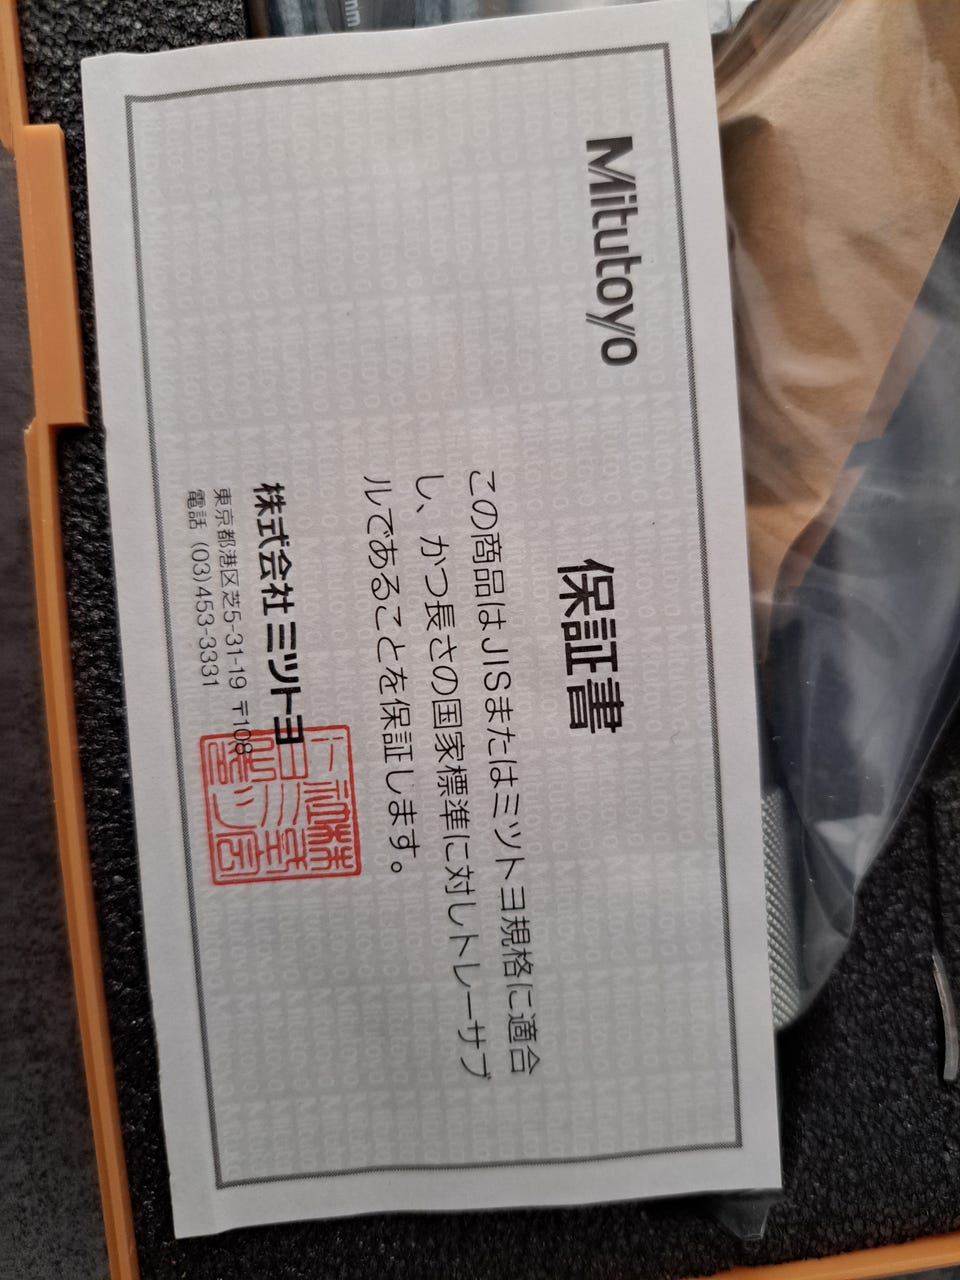 mm
Mitutoyo
保証書
この商品はJISまたはミツトヨ規格に適合
し、かつ長さの国家標準に対しトレーサブ
ルであることを保証します。
株式会社 ミツトヨ
東京都港区芝5-31-19 〒108
電話 (03)453-3331